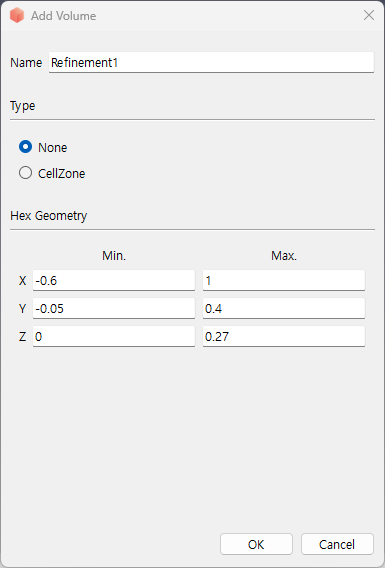 Add Volume
Name Refinement1
Type
None
CellZone
Hex Geometry
Min. Max.
X -0.6 1
Y -0.05 0.4
Z 0 0.27
OK Cancel